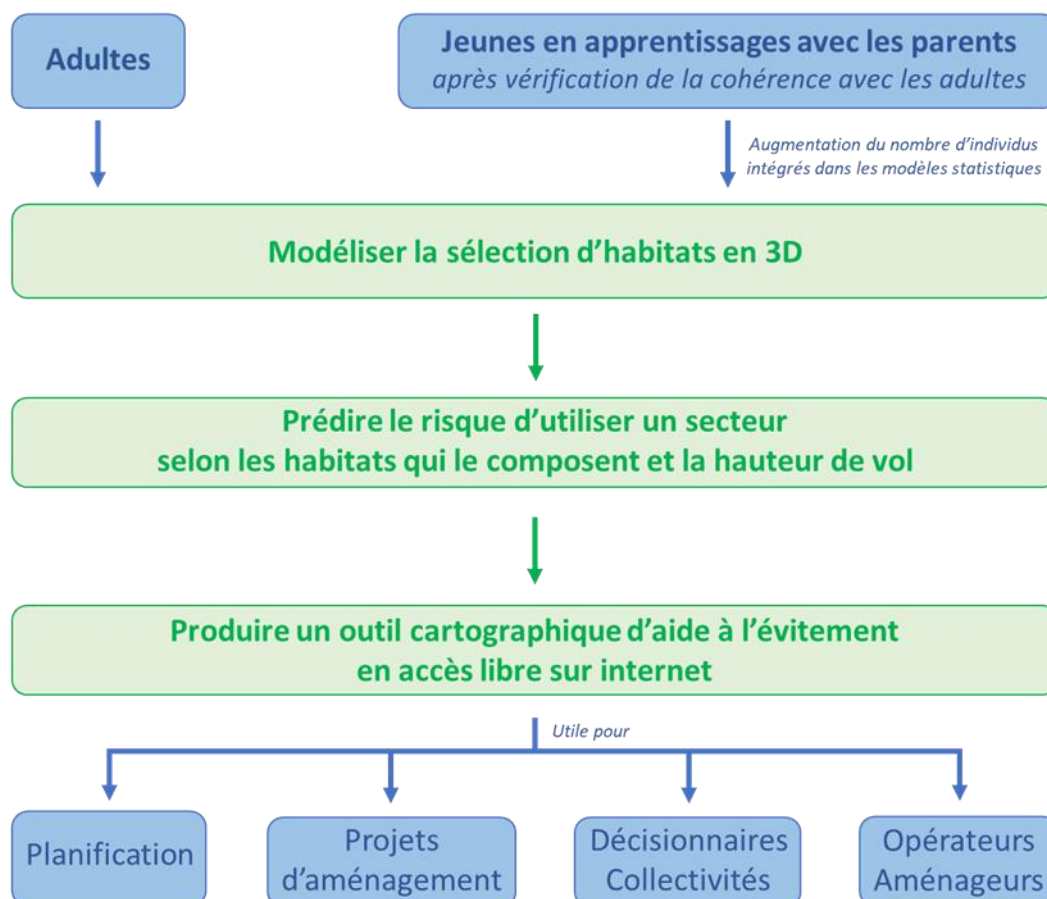 Adultes
Jeunes en apprentissages avec les parents
après vérification de la cohérence avec les adultes
Augmentation du nombre d'individus
intégrés dans les modèles statistiques
Modéliser la sélection d'habitats en 3D
Prédire le risque d'utiliser un secteur
selon les habitats qui le composent et la hauteur de vol
Produire un outil cartographique d'aide à l'évitement
en accès libre sur internet
Utile pour
Planification
Projets
d'aménagement
Décisionnaires
Collectivités
Opérateurs
Aménageurs